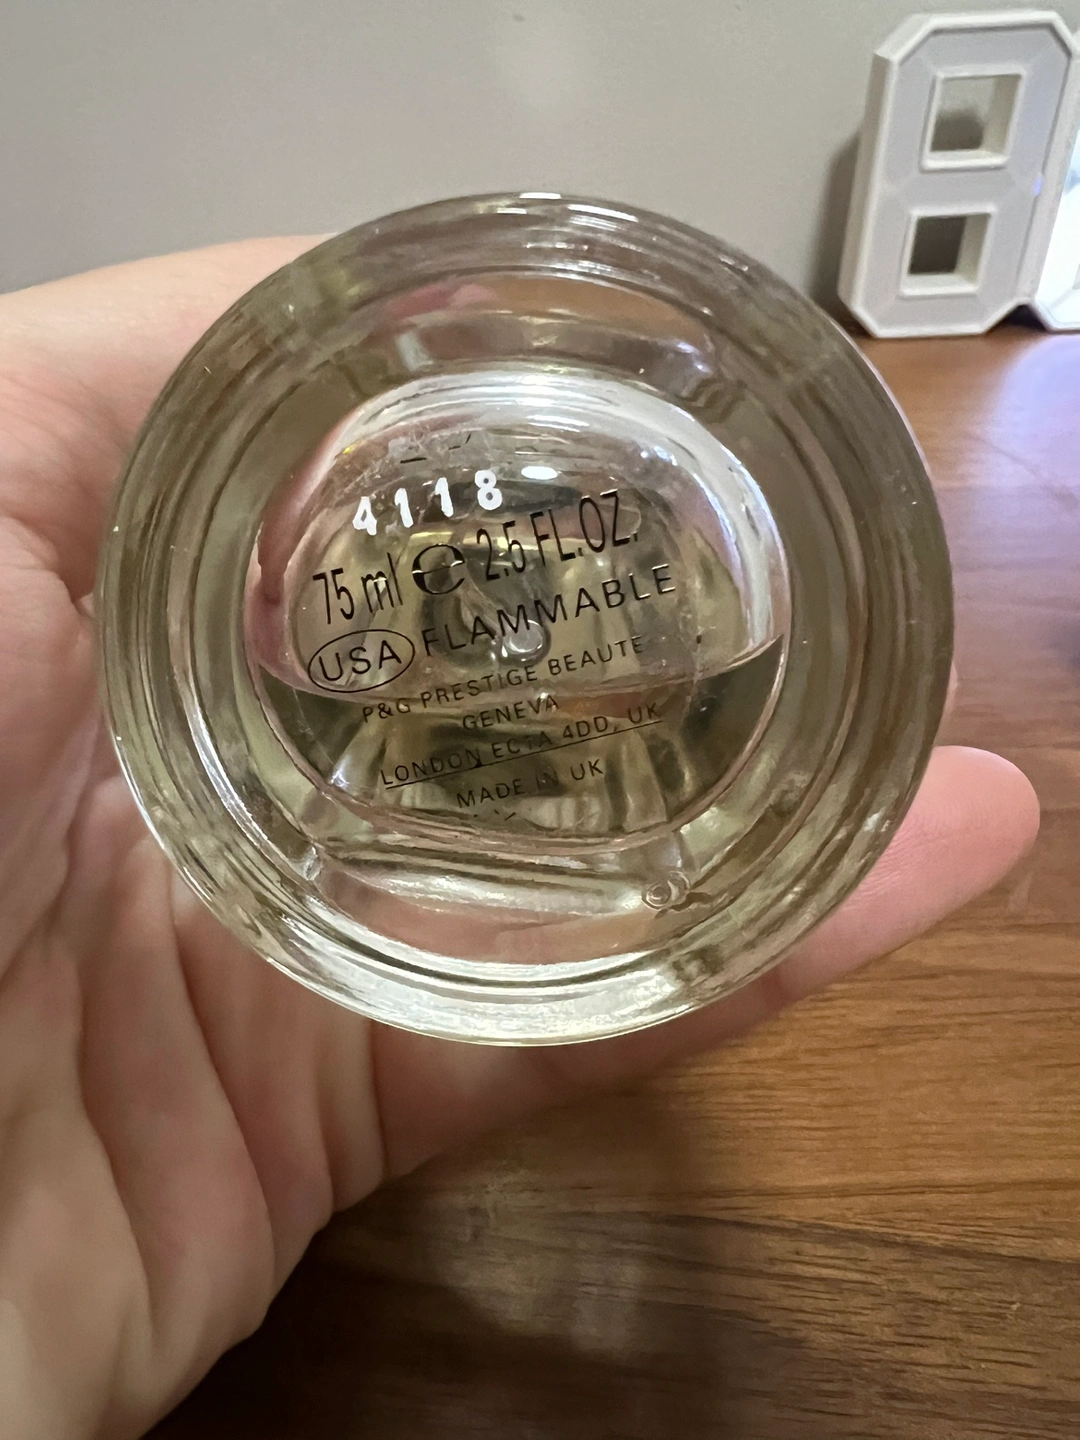 4118
75 ml e 2.5 FL.OZ.
USA FLAMMABLE
P&G PRESTIGE BEAUTE
GENEVA
LONDON EC1A 4DD, UK
MADE IN UK
8